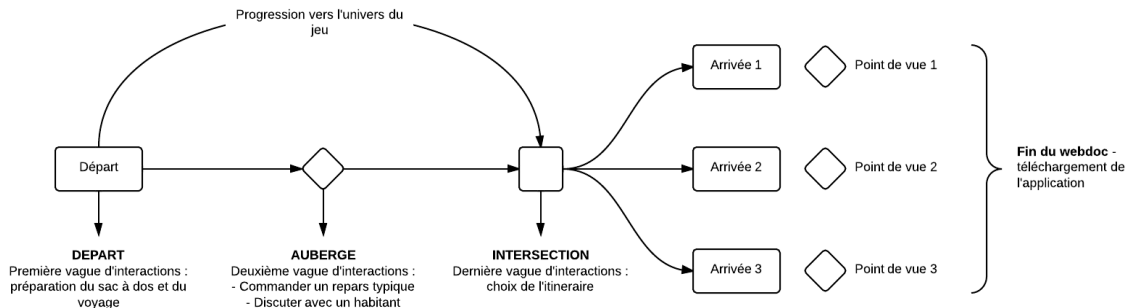 Progression vers l'univers du
jeu
Départ
Arrivée 1
Point de vue 1
Arrivée 2
Point de vue 2
Arrivée 3
Point de vue 3
Fin du webdoc -
téléchargement de
l'application
DEPART
Première vague d'interactions :
préparation du sac à dos et du
voyage
AUBERGE
Deuxième vague d'interactions :
- Commander un repars typique
- Discuter avec un habitant
INTERSECTION
Dernière vague d'interactions :
choix de l'itineraire